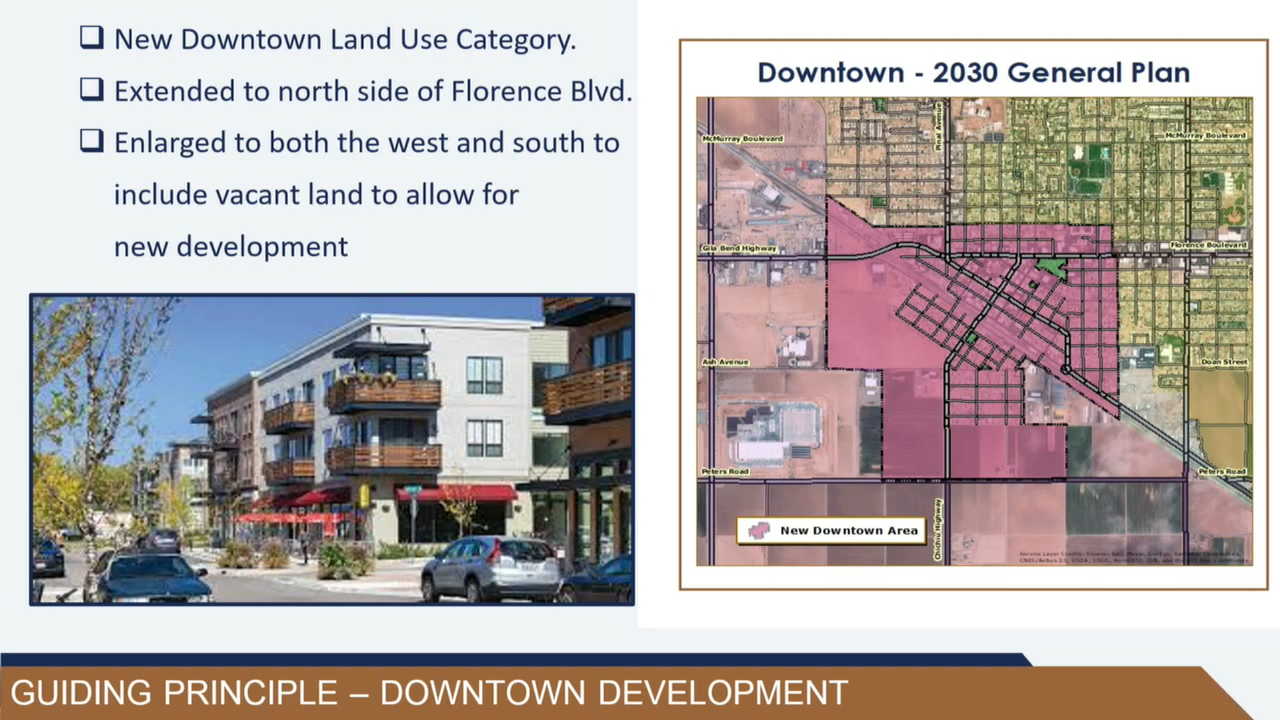 ❑ New Downtown Land Use Category.
❑ Extended to north side of Florence Blvd.
❑ Enlarged to both the west and south to
include vacant land to allow for
new development
Downtown - 2030 General Plan
McMurray Boulevard
Pinal Avenue
McMurray Boulevard
Gila Bend Highway
Florence Boulevard
Ash Avenue
Doan Street
Peters Road
Peters Road
Chuichu Highway
New Downtown Area
GUIDING PRINCIPLE – DOWNTOWN DEVELOPMENT